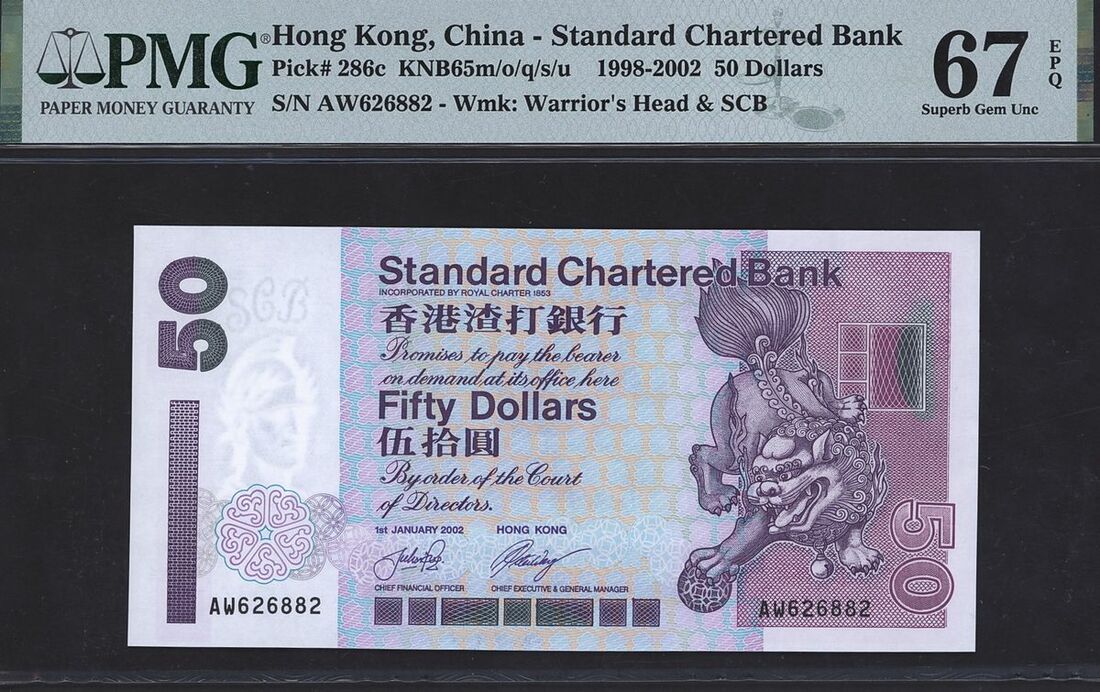 PMG® Hong Kong, China - Standard Chartered Bank
PAPER MONEY GUARANTY
Pick# 286c KNB65m/o/q/s/u 1998-2002 50 Dollars
S/N AW626882 - Wmk: Warrior's Head & SCB
67 EPQ
Superb Gem Unc
50
SCB
Standard Chartered Bank
INCORPORATED BY ROYAL CHARTER 1853
香港渣打銀行
Promises to pay the bearer
on demand at its office here
Fifty Dollars
伍拾圓
By order of the Court
of Directors.
1st JANUARY 2002 HONG KONG
CHIEF FINANCIAL OFFICER CHIEF EXECUTIVE & GENERAL MANAGER
AW626882
50
AW626882